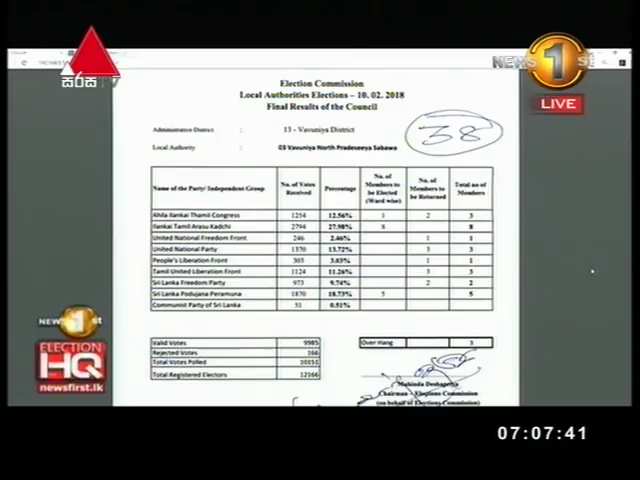 සිරස TV
NEWS 1st
LIVE
Election Commission
Local Authorities Elections – 10. 02. 2018
Final Results of the Council
38
Administrative District : 13 - Vavuniya District
Local Authority : 03 Vavuniya North Pradeseeya Sabawa
Name of the Party/ Independent Group No. of Votes Received Percentage No. of Members to be Elected (Ward wise) No. of Members to be Returned Total no of Members
Ahila Ilankai Thamil Congress 1254 12.56% 1 2 3
Ilankai Tamil Arasu Kadchi 2794 27.98% 8 8
United National Freedom Front 246 2.46% 1 1
United National Party 1370 13.72% 3 3
People's Liberation Front 303 3.03% 1 1
Tamil United Liberation Front 1124 11.26% 3 3
Sri Lanka Freedom Party 973 9.74% 2 2
Sri Lanka Podujana Peramuna 1870 18.73% 5 5
Communist Party of Sri Lanka 51 0.51%
Valid Votes 9985
Rejected Votes 166
Total Votes Polled 10151
Total Registered Electors 12166
Over Hang 3
Mahinda Deshapriya
Chairman - Elections Commission
(on behalf of Elections Commission)
NEWS 1st
ELECTION
HQ
newsfirst.lk
07:07:41